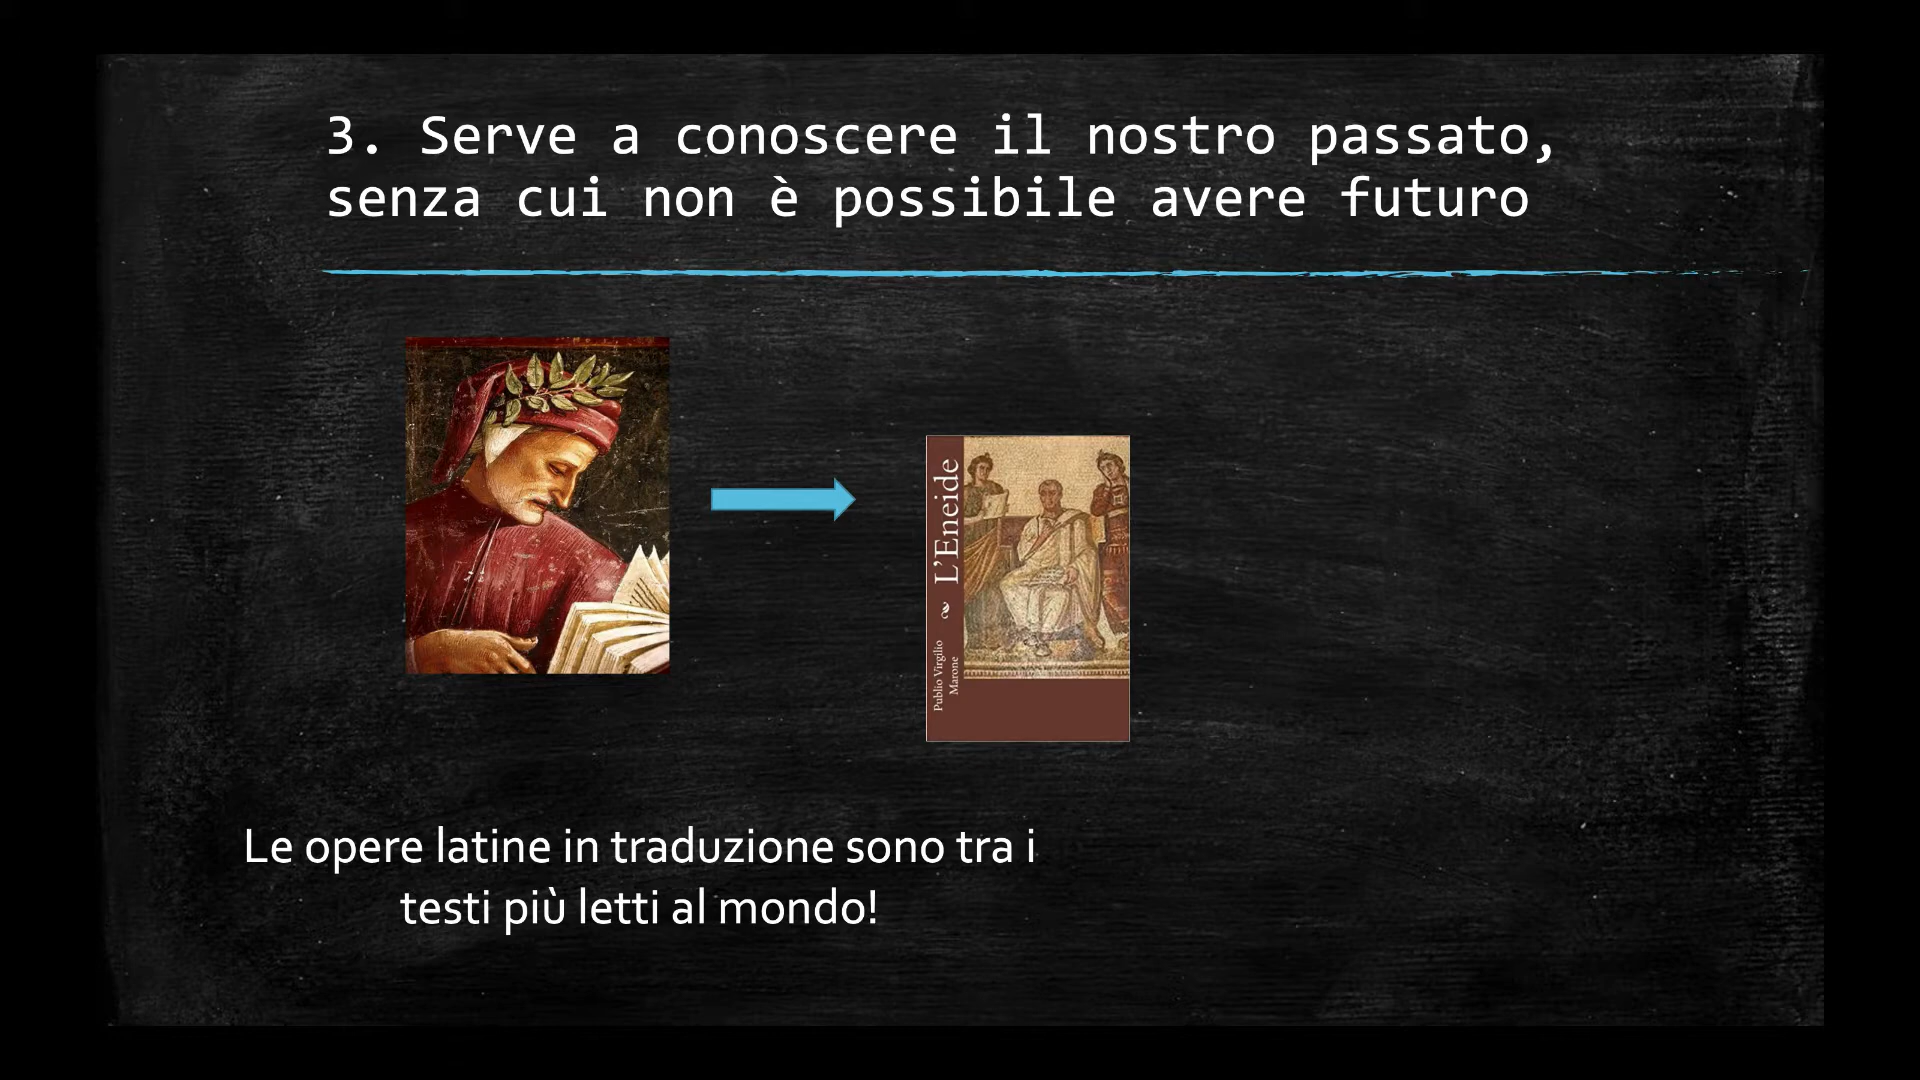 3. Serve a conoscere il nostro passato,
senza cui non è possibile avere futuro
L'Eneide
Publio Virgilio
Marone
Le opere latine in traduzione sono tra i
testi più letti al mondo!